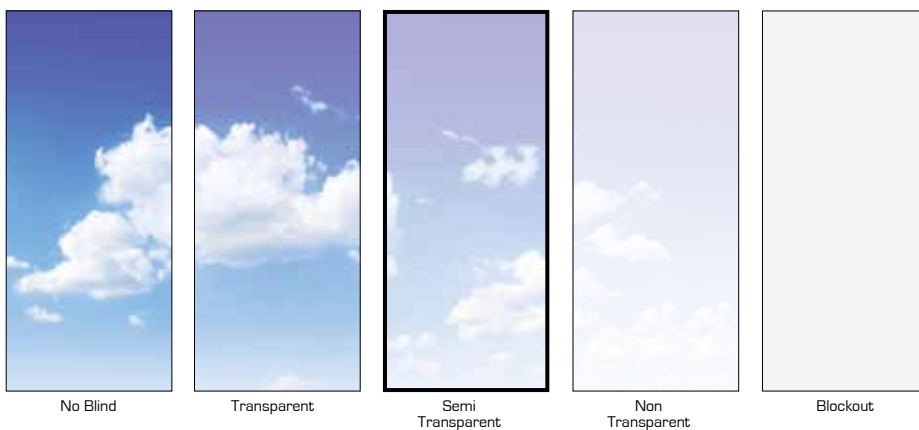 No Blind
Transparent
Semi
Transparent
Non
Transparent
Blockout